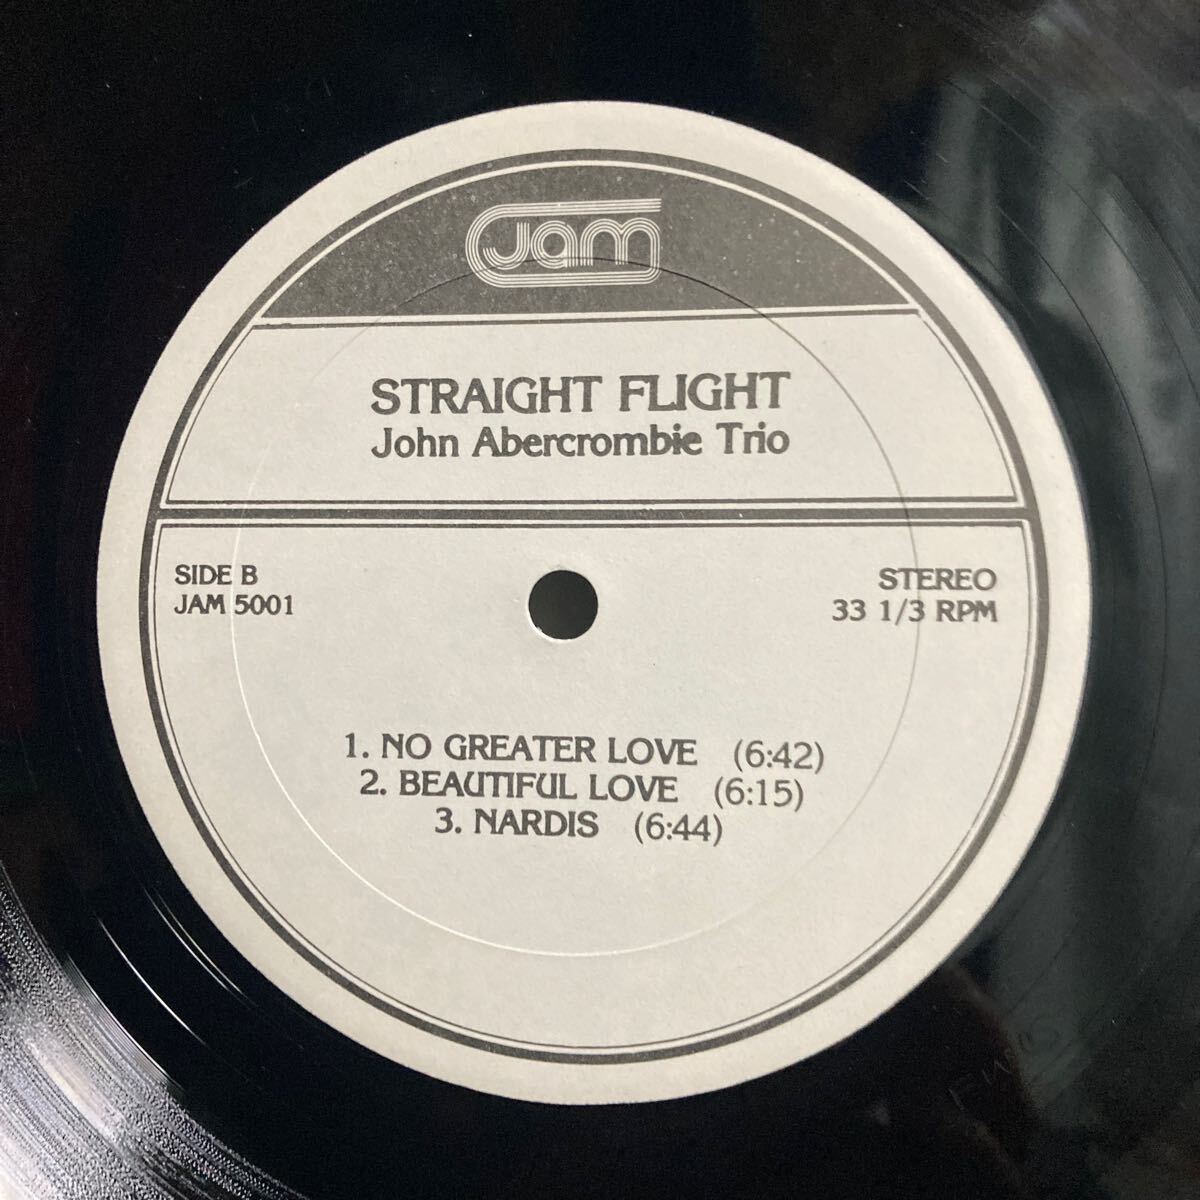 Jam
STRAIGHT FLIGHT
John Abercrombie Trio
SIDE B
JAM 5001
STEREO
33 1/3 RPM
1. NO GREATER LOVE (6:42)
2. BEAUTIFUL LOVE (6:15)
3. NARDIS (6:44)